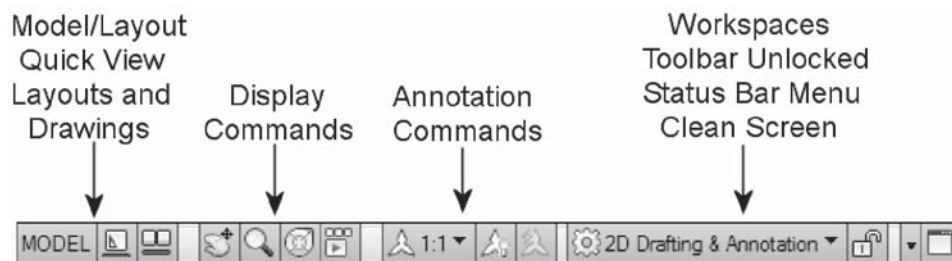 Model/Layout
Quick View
Layouts and
Drawings
Display
Commands
Annotation
Commands
Workspaces
Toolbar Unlocked
Status Bar Menu
Clean Screen
MODEL 1:1 2D Drafting & Annotation